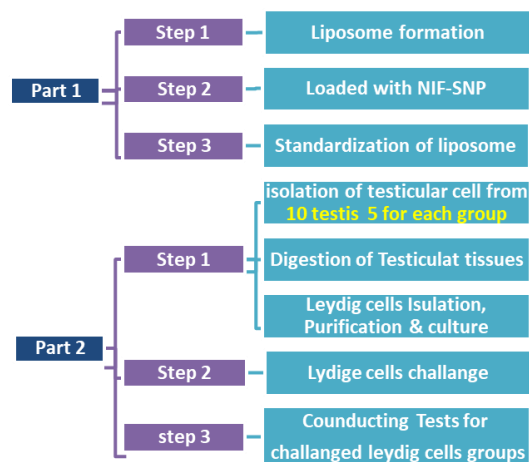 Part 1
Step 1
Liposome formation
Step 2
Loaded with NIF-SNP
Step 3
Standardization of liposome
Part 2
Step 1
isolation of testicular cell from
10 testis 5 for each group
Digestion of Testiculat tissues
Leydig cells Isulation,
Purification & culture
Step 2
Lydige cells challange
step 3
Counducting Tests for
challanged leydig cells groups